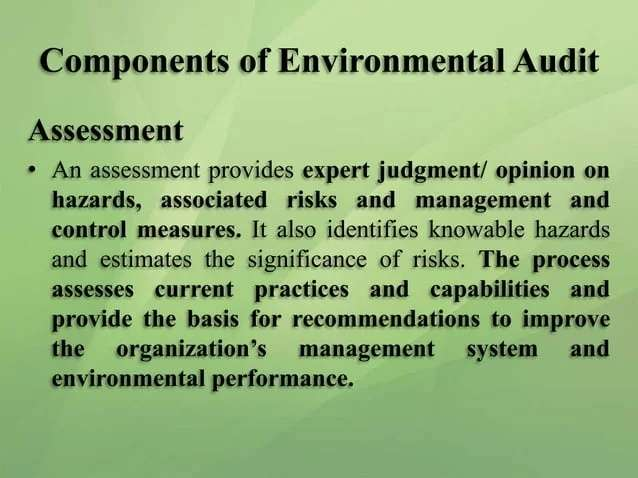 Components of Environmental Audit
Assessment
• An assessment provides expert judgment/ opinion on
hazards, associated risks and management and
control measures. It also identifies knowable hazards
and estimates the significance of risks. The process
assesses current practices and capabilities and
provide the basis for recommendations to improve
the organization’s management system and
environmental performance.